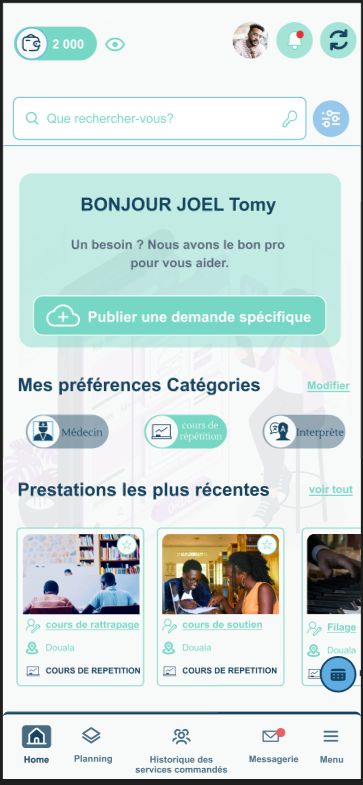 2 000
Que rechercher-vous?
BONJOUR JOEL Tomy
Un besoin ? Nous avons le bon pro
pour vous aider.
Publier une demande spécifique
Mes préférences Catégories
Modifier
Médecin
cours de
répétition
Interprète
Prestations les plus récentes
voir tout
cours de rattrapage
cours de soutien
Filage
Douala
Douala
Douala
COURS DE REPETITION
COURS DE REPETITION
Home
Planning
Historique des
services commandés
Messagerie
Menu